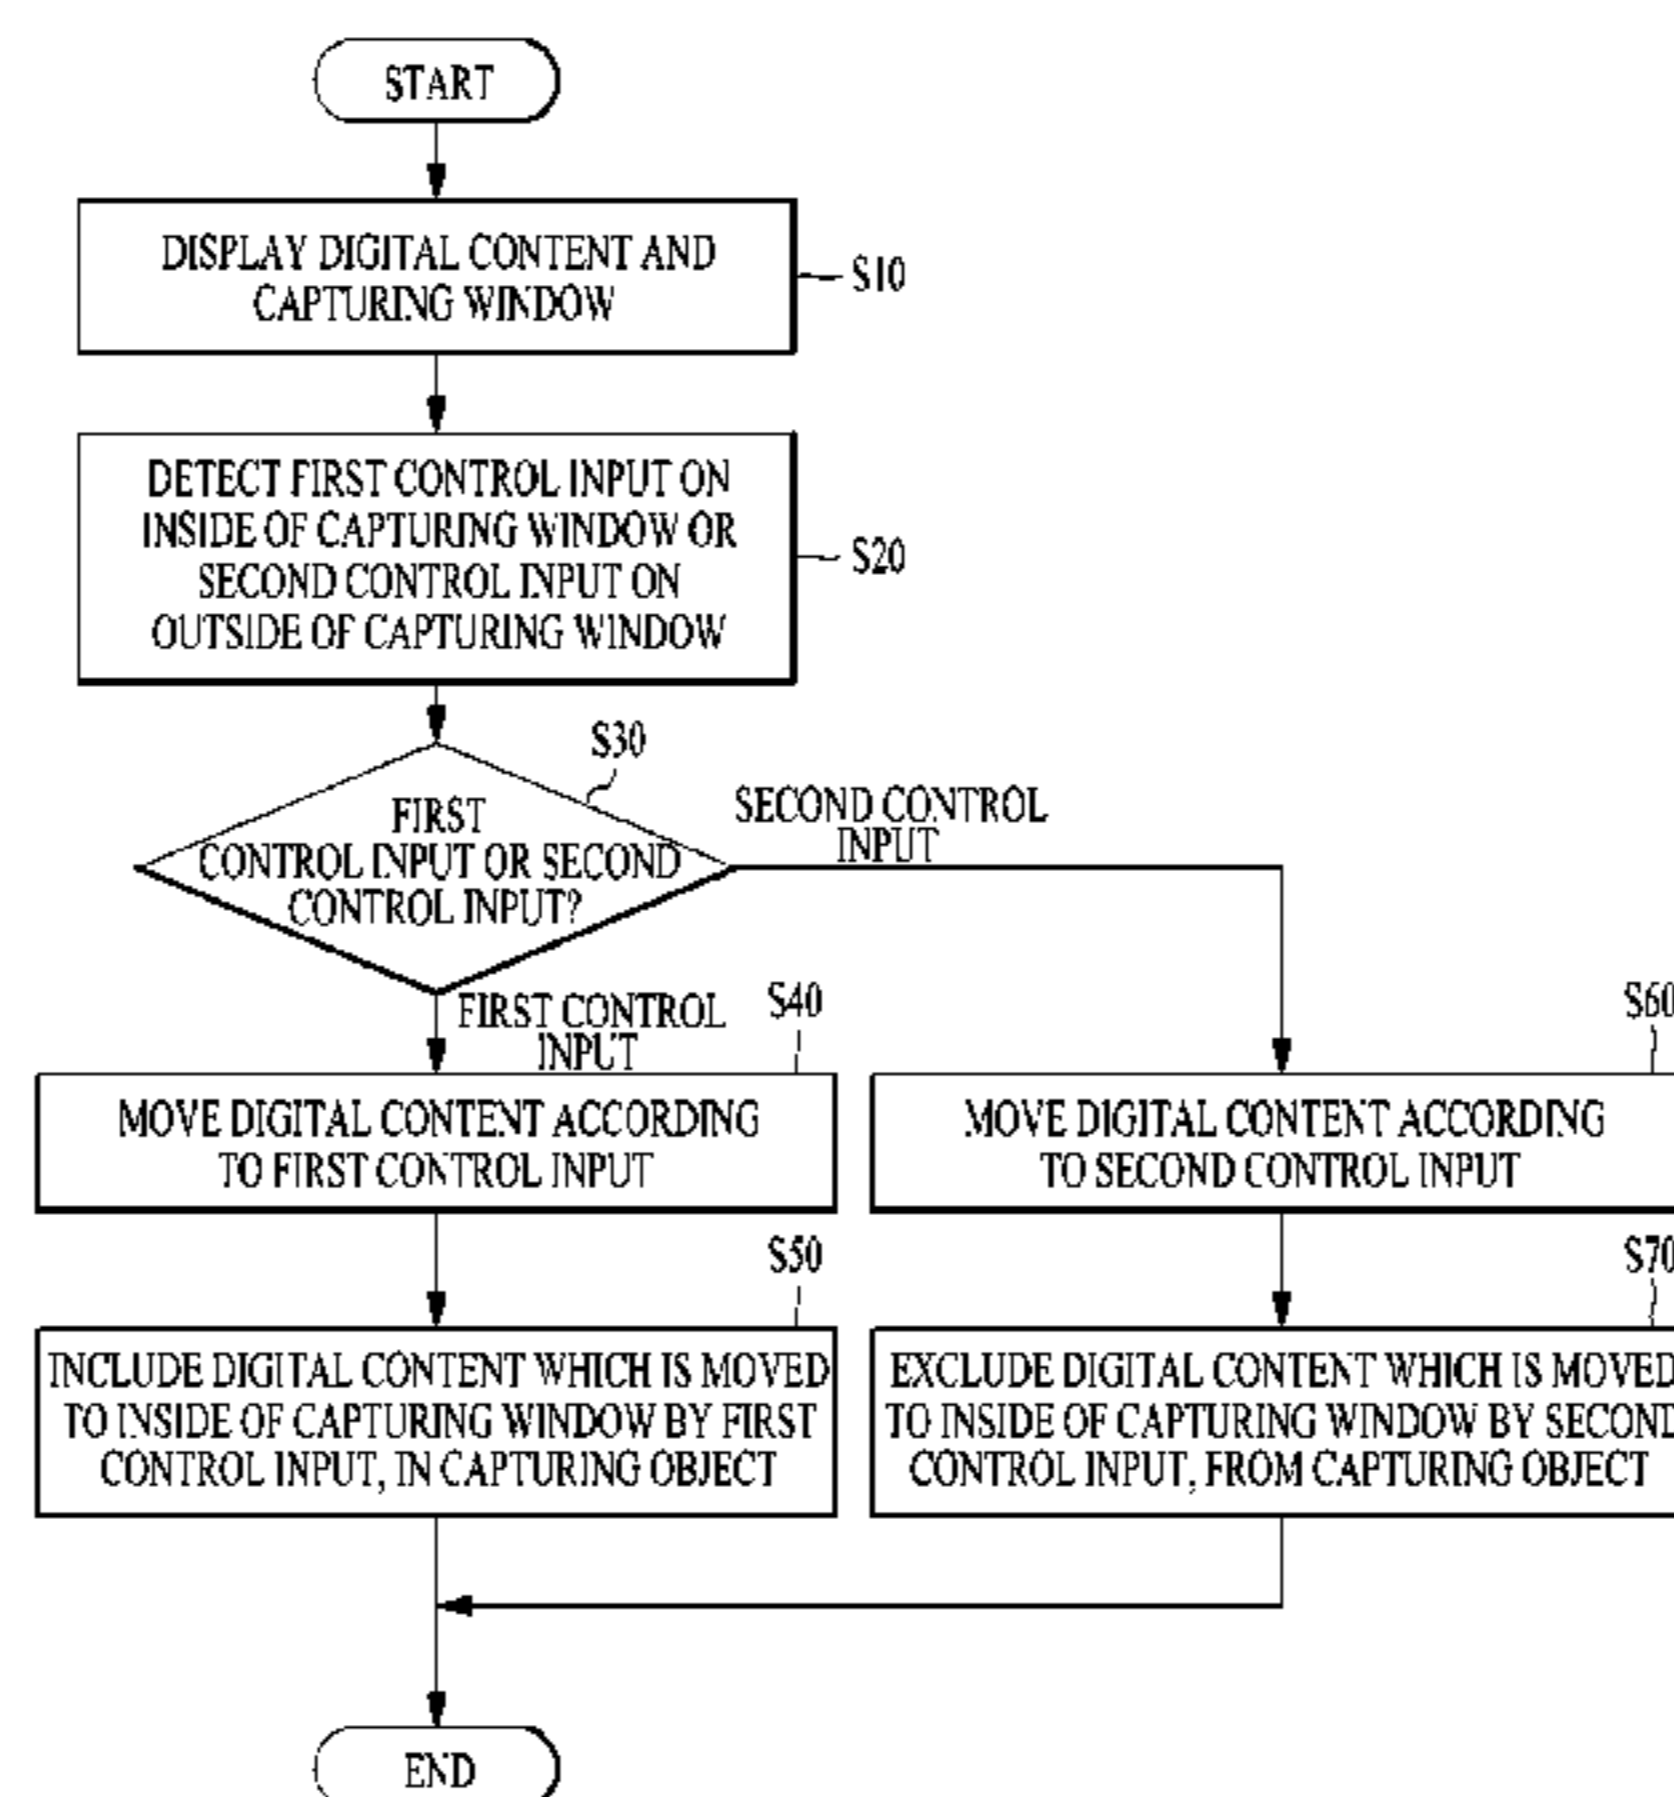 START
DISPLAY DIGITAL CONTENT AND
CAPTURING WINDOW
S10
DETECT FIRST CONTROL INPUT ON
INSIDE OF CAPTURING WINDOW OR
SECOND CONTROL INPUT ON
OUTSIDE OF CAPTURING WINDOW
S20
S30
FIRST
CONTROL INPUT OR SECOND
CONTROL INPUT?
SECOND CONTROL
INPUT
FIRST CONTROL
INPUT
S40
MOVE DIGITAL CONTENT ACCORDING
TO FIRST CONTROL INPUT
S60
MOVE DIGITAL CONTENT ACCORDING
TO SECOND CONTROL INPUT
S50
INCLUDE DIGITAL CONTENT WHICH IS MOVED
TO INSIDE OF CAPTURING WINDOW BY FIRST
CONTROL INPUT, IN CAPTURING OBJECT
S70
EXCLUDE DIGITAL CONTENT WHICH IS MOVED
TO INSIDE OF CAPTURING WINDOW BY SECOND
CONTROL INPUT, FROM CAPTURING OBJECT
END